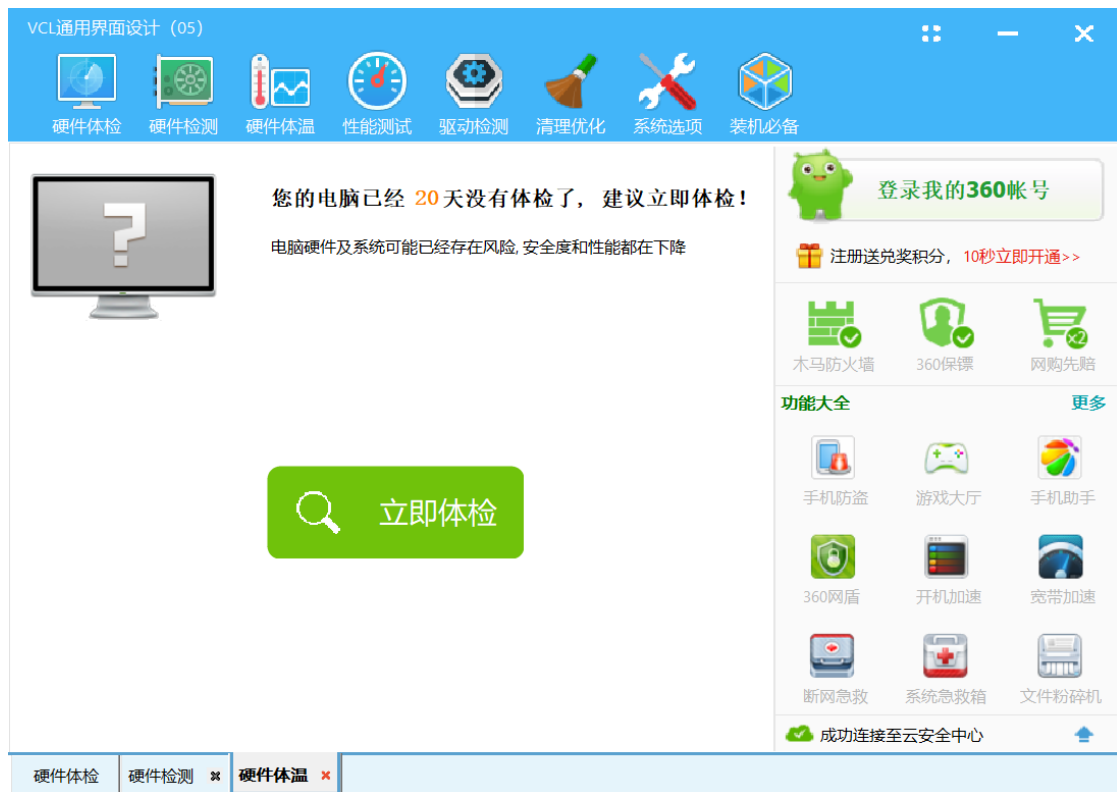 VCL通用界面设计（05）
硬件体检 硬件检测 硬件体温 性能测试 驱动检测 清理优化 系统选项 装机必备
您的电脑已经 20 天没有体检了，建议立即体检！
电脑硬件及系统可能已经存在风险,安全度和性能都在下降
立即体检
登录我的360帐号
注册送兑奖积分，10秒立即开通>>
木马防火墙 360保镖 网购先赔
x2
功能大全 更多
手机防盗 游戏大厅 手机助手
360网盾 开机加速 宽带加速
断网急救 系统急救箱 文件粉碎机
成功连接至云安全中心
硬件体检 硬件检测 硬件体温